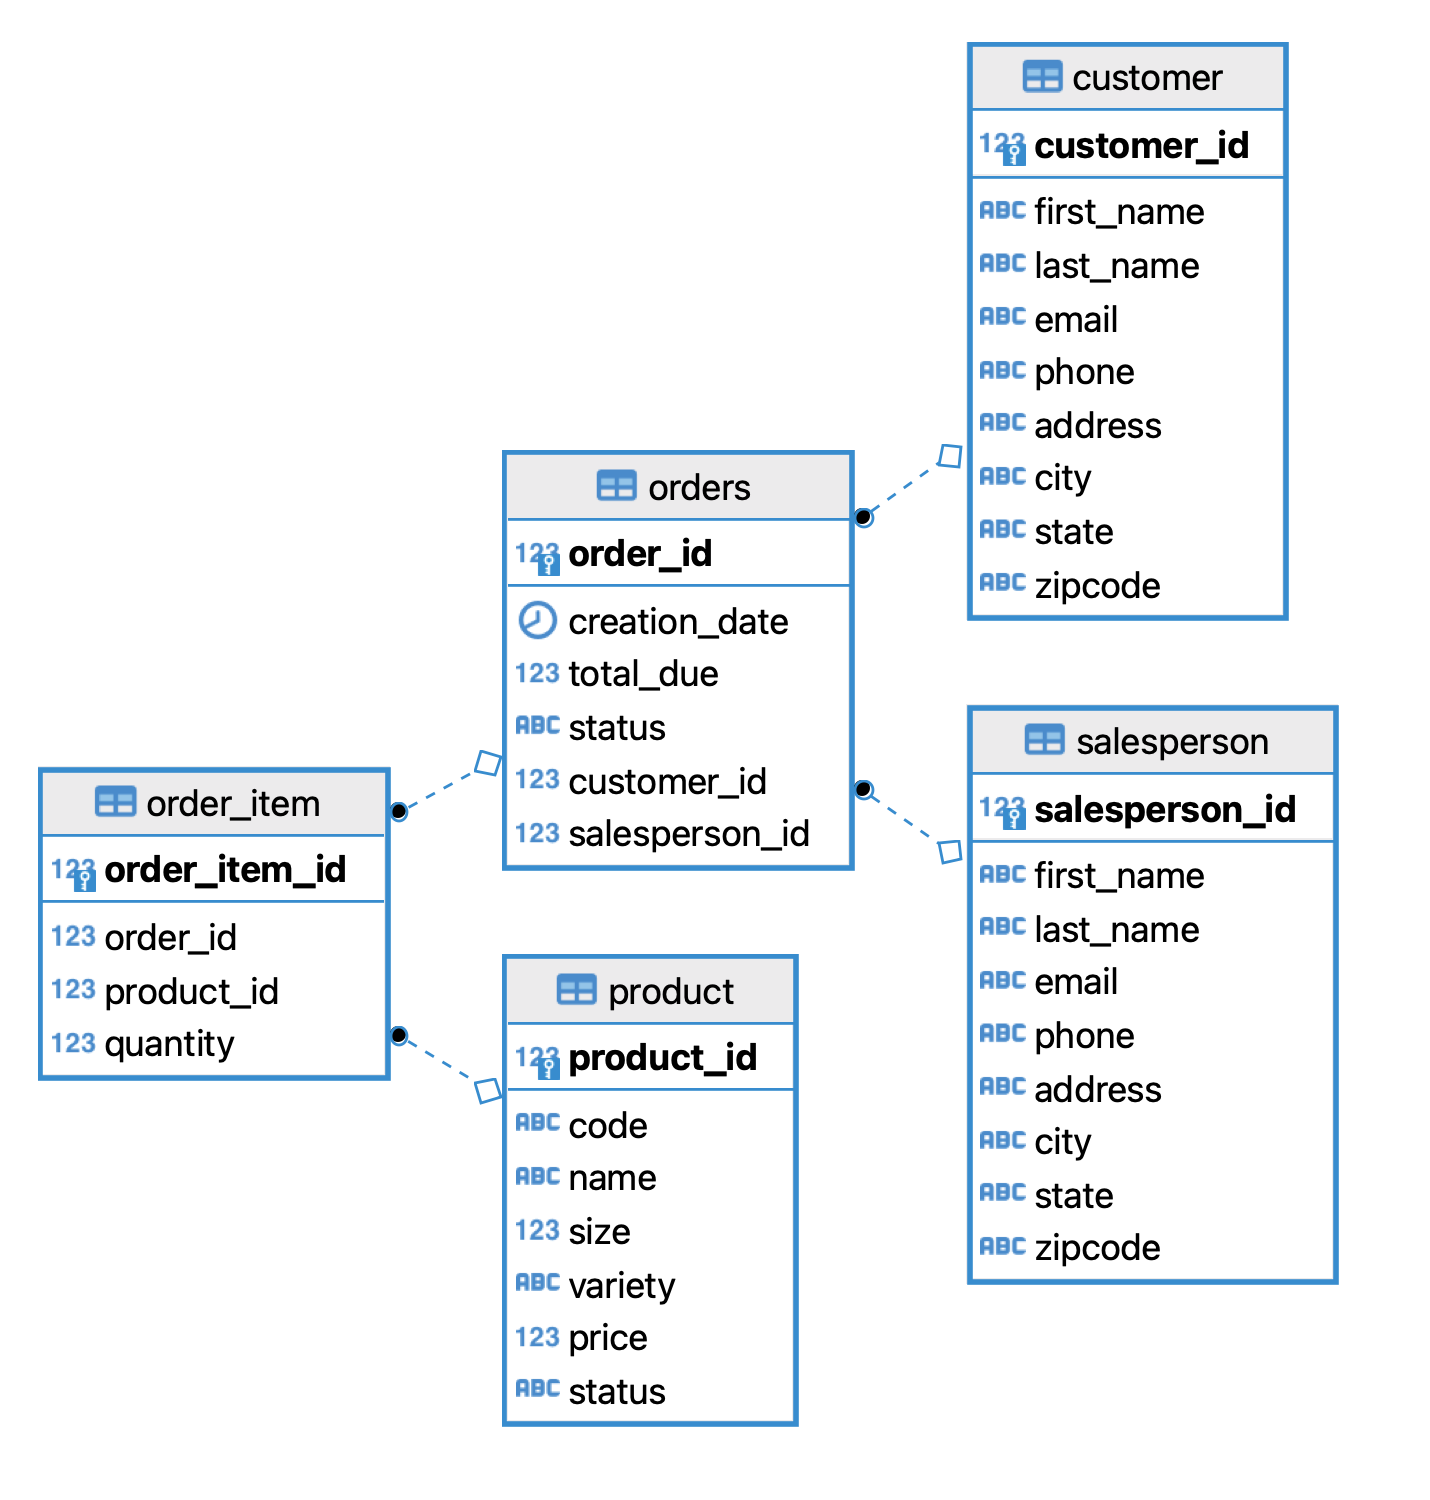 customer
123 customer_id
ABC first_name
ABC last_name
ABC email
ABC phone
ABC address
ABC city
ABC state
ABC zipcode
orders
123 order_id
creation_date
123 total_due
ABC status
123 customer_id
123 salesperson_id
salesperson
123 salesperson_id
ABC first_name
ABC last_name
ABC email
ABC phone
ABC address
ABC city
ABC state
ABC zipcode
order_item
123 order_item_id
123 order_id
123 product_id
123 quantity
product
123 product_id
ABC code
ABC name
123 size
ABC variety
123 price
ABC status